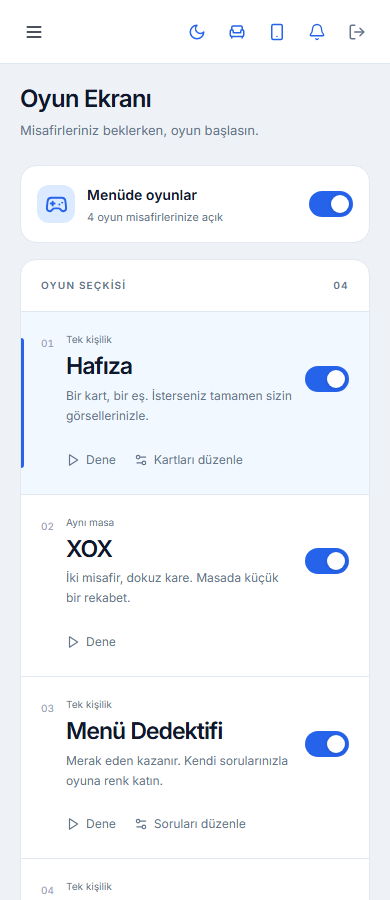 Oyun Ekranı
Misafirleriniz beklerken, oyun başlasın.
Menüde oyunlar
4 oyun misafirlerinize açık
OYUN SEÇKİSİ 04
01 Tek kişilik
Hafıza
Bir kart, bir eş. İsterseniz tamamen sizin
görsellerinizle.
Dene Kartları düzenle
02 Aynı masa
XOX
İki misafir, dokuz kare. Masada küçük
bir rekabet.
Dene
03 Tek kişilik
Menü Dedektifi
Merak eden kazanır. Kendi sorularınızla
oyuna renk katın.
Dene Soruları düzenle
04 Tek kişilik